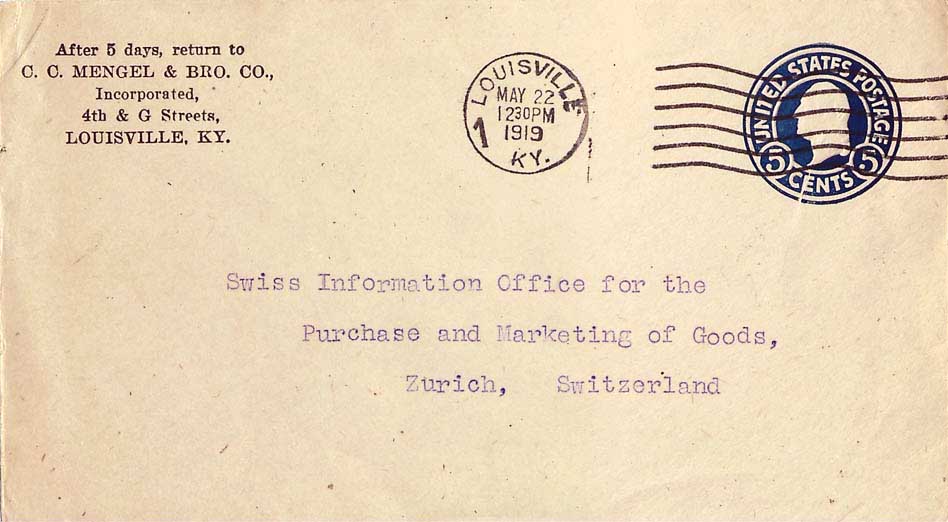 After 5 days, return to
C. C. MENGEL & BRO. CO.,
Incorporated,
4th & G Streets,
LOUISVILLE, KY.
LOUISVILLE
MAY 22
1230PM
1919
KY.
1
UNITED STATES POSTAGE
5 5
CENTS
Swiss Information Office for the
Purchase and Marketing of Goods,
Zurich, Switzerland